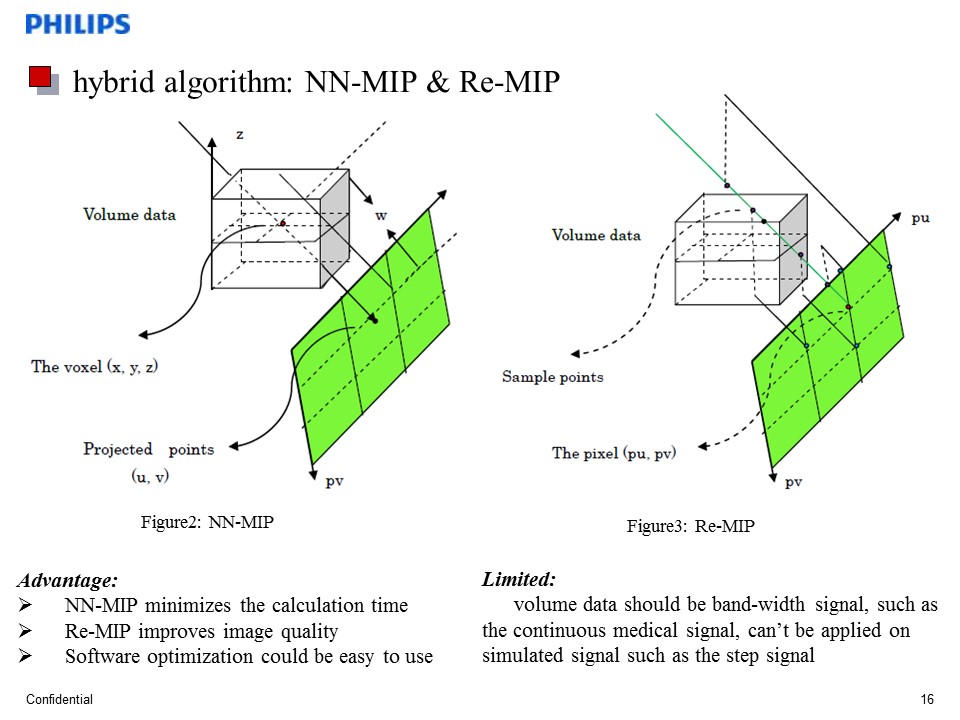 PHILIPS
hybrid algorithm: NN-MIP & Re-MIP
z
Volume data
w
The voxel (x, y, z)
Projected points
(u, v)
pv
Figure2: NN-MIP
pu
Volume data
Sample points
The pixel (pu, pv)
pv
Figure3: Re-MIP
Advantage:
➢ NN-MIP minimizes the calculation time
➢ Re-MIP improves image quality
➢ Software optimization could be easy to use
Limited:
volume data should be band-width signal, such as
the continuous medical signal, can’t be applied on
simulated signal such as the step signal
Confidential
16